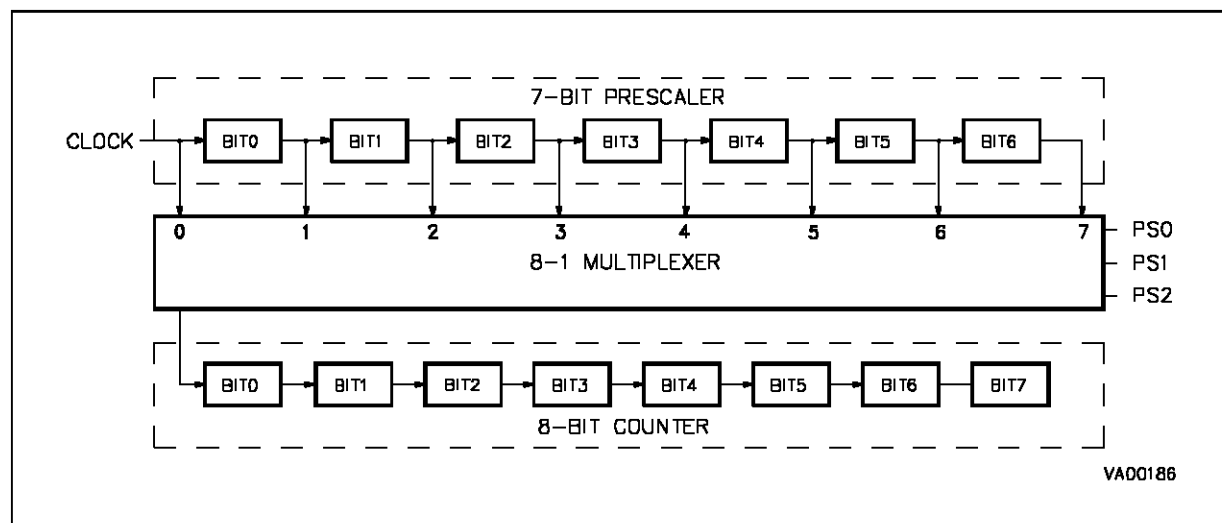 7-BIT PRESCALER
CLOCK BIT0 BIT1 BIT2 BIT3 BIT4 BIT5 BIT6
0 1 2 3 4 5 6 7 PS0
8-1 MULTIPLEXER PS1
PS2
BIT0 BIT1 BIT2 BIT3 BIT4 BIT5 BIT6 BIT7
8-BIT COUNTER
VA00186